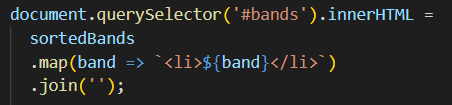 document.querySelector('#bands').innerHTML =
  sortedBands
  .map(band => `<li>${band}</li>`)
  .join('');